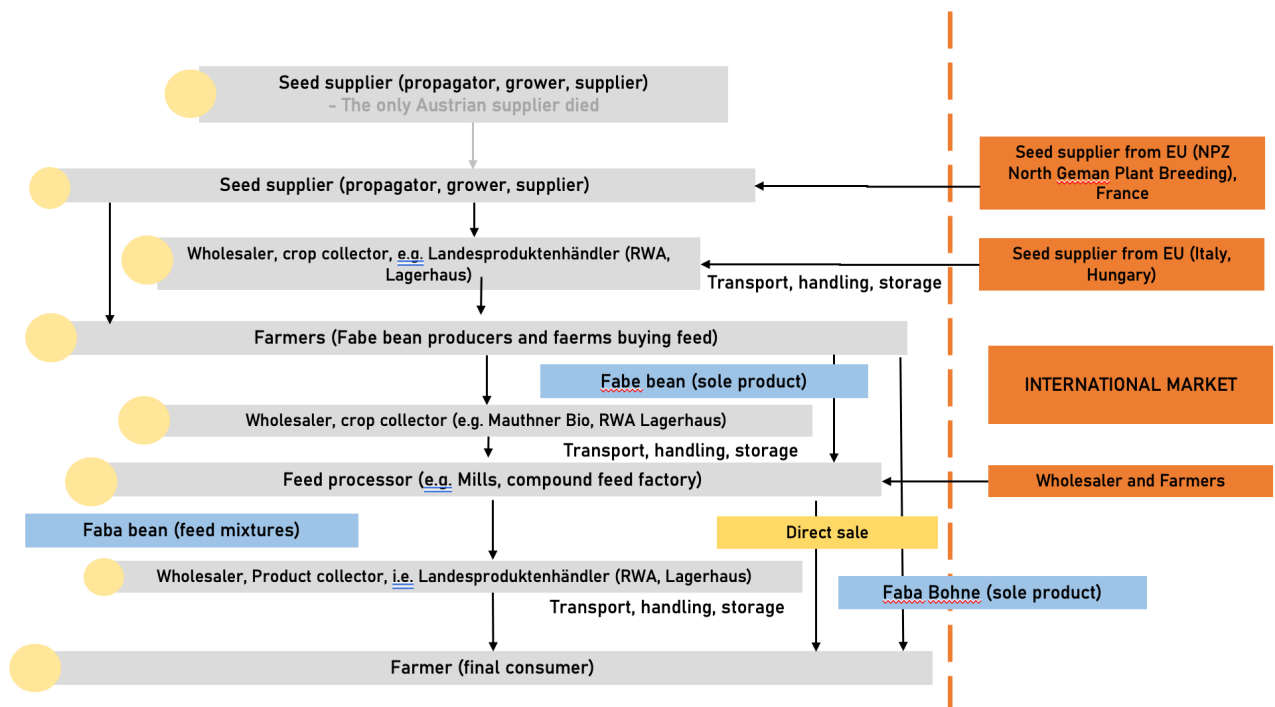 Seed supplier (propagator, grower, supplier)
- The only Austrian supplier died
Seed supplier from EU (NPZ
North Geman Plant Breeding),
France
Seed supplier (propagator, grower, supplier)
Wholesaler, crop collector, e.g. Landesproduktenhändler (RWA,
Lagerhaus)
Seed supplier from EU (Italy,
Hungary)
Transport, handling, storage
Farmers (Fabe bean producers and faerms buying feed)
Fabe bean (sole product)
INTERNATIONAL MARKET
Wholesaler, crop collector (e.g. Mauthner Bio, RWA Lagerhaus)
Transport, handling, storage
Feed processor (e.g. Mills, compound feed factory)
Wholesaler and Farmers
Faba bean (feed mixtures)
Direct sale
Wholesaler, Product collector, i.e. Landesproduktenhändler (RWA, Lagerhaus)
Faba Bohne (sole product)
Transport, handling, storage
Farmer (final consumer)